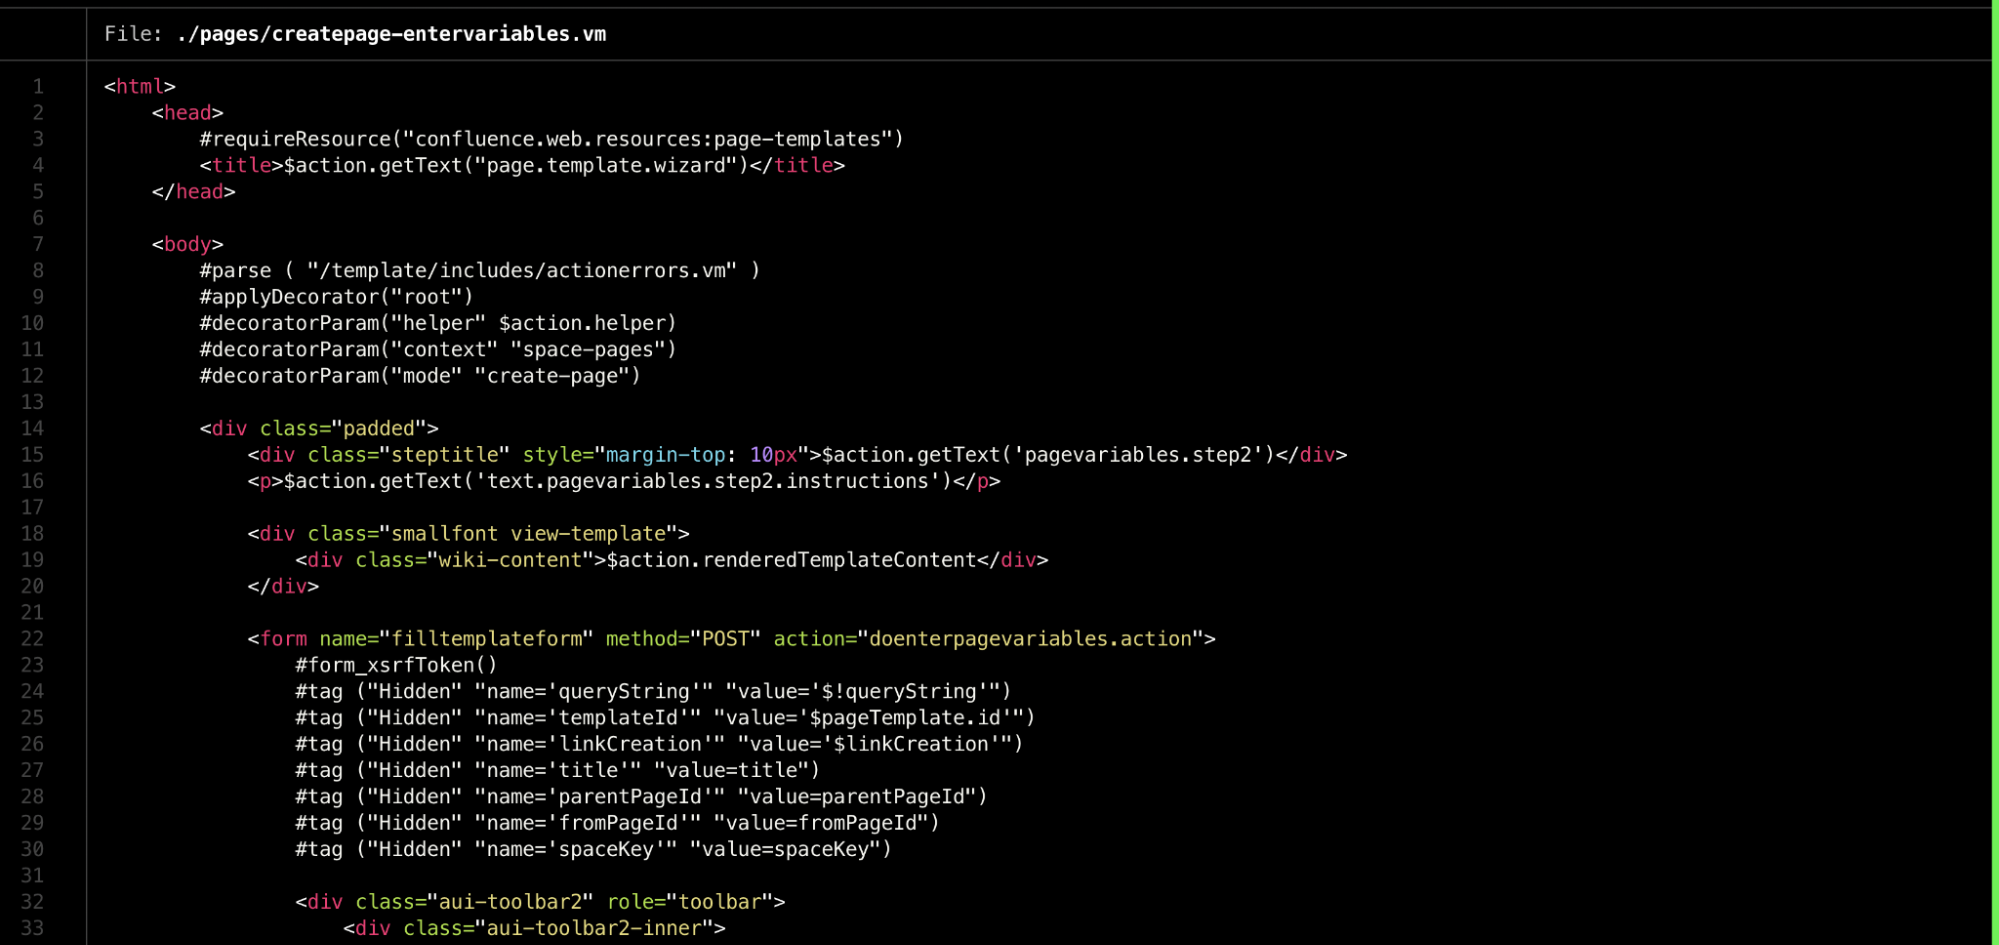 File: ./pages/createpage-entervariables.vm
1 <html>
2 <head>
3 #requireResource("confluence.web.resources:page-templates")
4 <title>$action.getText("page.template.wizard")</title>
5 </head>
6
7 <body>
8 #parse ( "/template/includes/actionerrors.vm" )
9 #applyDecorator("root")
10 #decoratorParam("helper" $action.helper)
11 #decoratorParam("context" "space-pages")
12 #decoratorParam("mode" "create-page")
13
14 <div class="padded">
15 <div class="steptitle" style="margin-top: 10px">$action.getText('pagevariables.step2')</div>
16 <p>$action.getText('text.pagevariables.step2.instructions')</p>
17
18 <div class="smallfont view-template">
19 <div class="wiki-content">$action.renderedTemplateContent</div>
20 </div>
21
22 <form name="filltemplateform" method="POST" action="doenterpagevariables.action">
23 #form_xsrfToken()
24 #tag ("Hidden" "name='queryString'" "value='$!queryString'")
25 #tag ("Hidden" "name='templateId'" "value='$pageTemplate.id'")
26 #tag ("Hidden" "name='linkCreation'" "value='$linkCreation'")
27 #tag ("Hidden" "name='title'" "value=title")
28 #tag ("Hidden" "name='parentPageId'" "value=parentPageId")
29 #tag ("Hidden" "name='fromPageId'" "value=fromPageId")
30 #tag ("Hidden" "name='spaceKey'" "value=spaceKey")
31
32 <div class="aui-toolbar2" role="toolbar">
33 <div class="aui-toolbar2-inner">